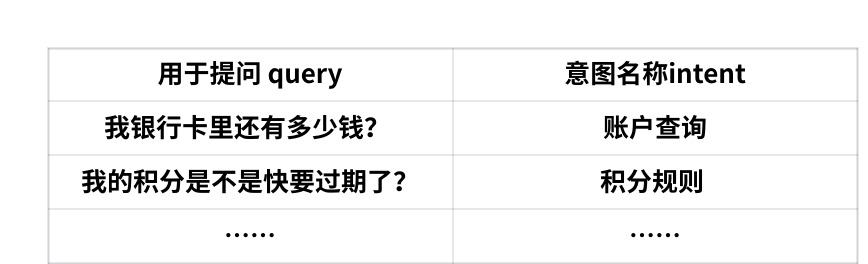 用于提问 query 意图名称intent
我银行卡里还有多少钱？ 账户查询
我的积分是不是快要过期了？ 积分规则
…… ……